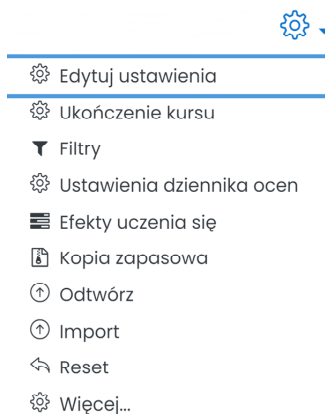 Edytuj ustawienia
Ukończenie kursu
Filtry
Ustawienia dziennika ocen
Efekty uczenia się
Kopia zapasowa
Odtwórz
Import
Reset
Więcej...